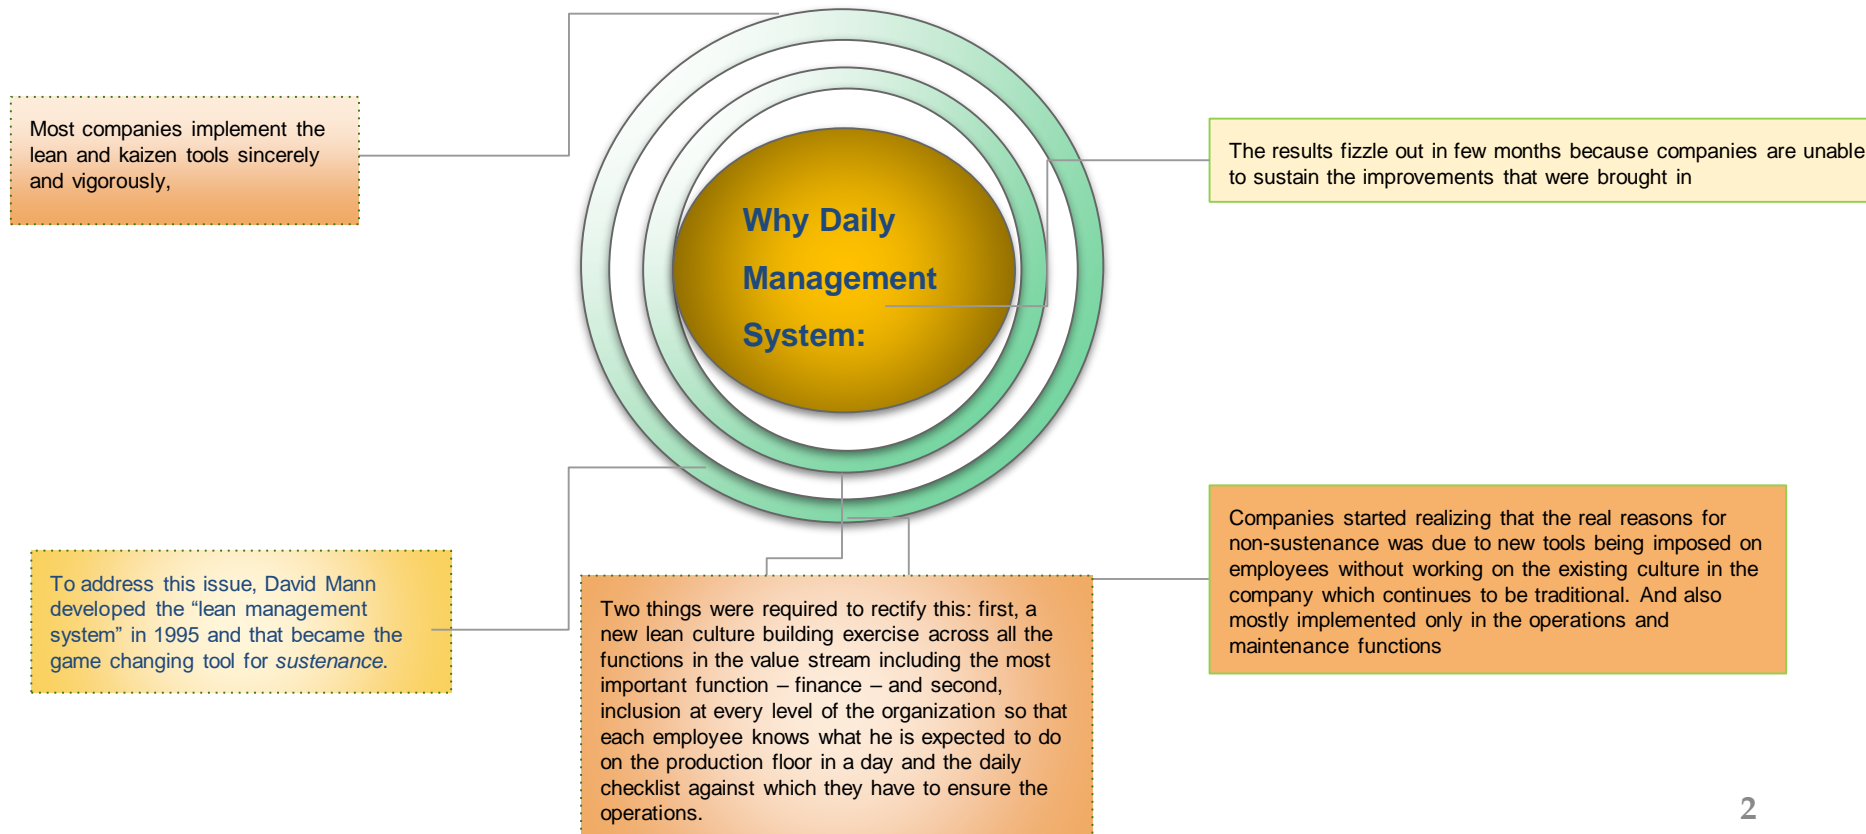 Most companies implement the
lean and kaizen tools sincerely
and vigorously,
Why Daily
Management
System:
The results fizzle out in few months because companies are unable
to sustain the improvements that were brought in
Companies started realizing that the real reasons for
non-sustenance was due to new tools being imposed on
employees without working on the existing culture in the
company which continues to be traditional. And also
mostly implemented only in the operations and
maintenance functions
Two things were required to rectify this: first, a
new lean culture building exercise across all the
functions in the value stream including the most
important function – finance – and second,
inclusion at every level of the organization so that
each employee knows what he is expected to do
on the production floor in a day and the daily
checklist against which they have to ensure the
operations.
To address this issue, David Mann
developed the “lean management
system” in 1995 and that became the
game changing tool for sustenance.
2